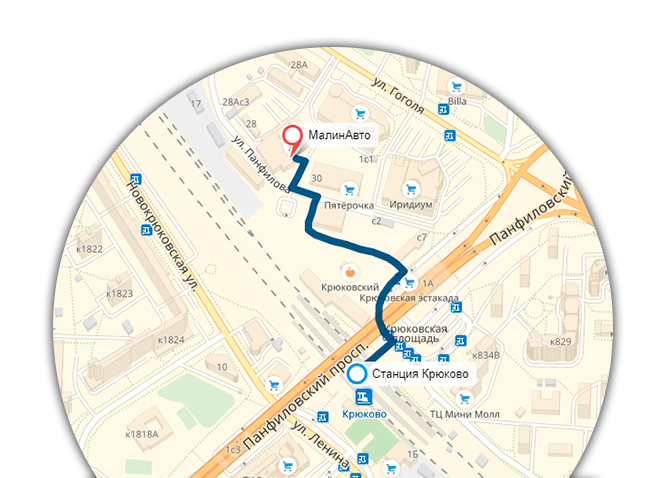 28А
ул. Гоголя
Billa
17
28Ас3
28
МалинАвто
ул. Панфилова
1с1
30
Пятёрочка
Иридиум
с2
с7
Панфиловский
Новокрюковская ул.
к1822
к1823
Крюковский
1А
Крюковская эстакада
Крюковская
площадь
к1824
10
к834В
к829
Станция Крюково
Крюково
ТЦ Мини Молл
Панфиловский просп.
ул. Ленина
к1818А
1с3
1Б